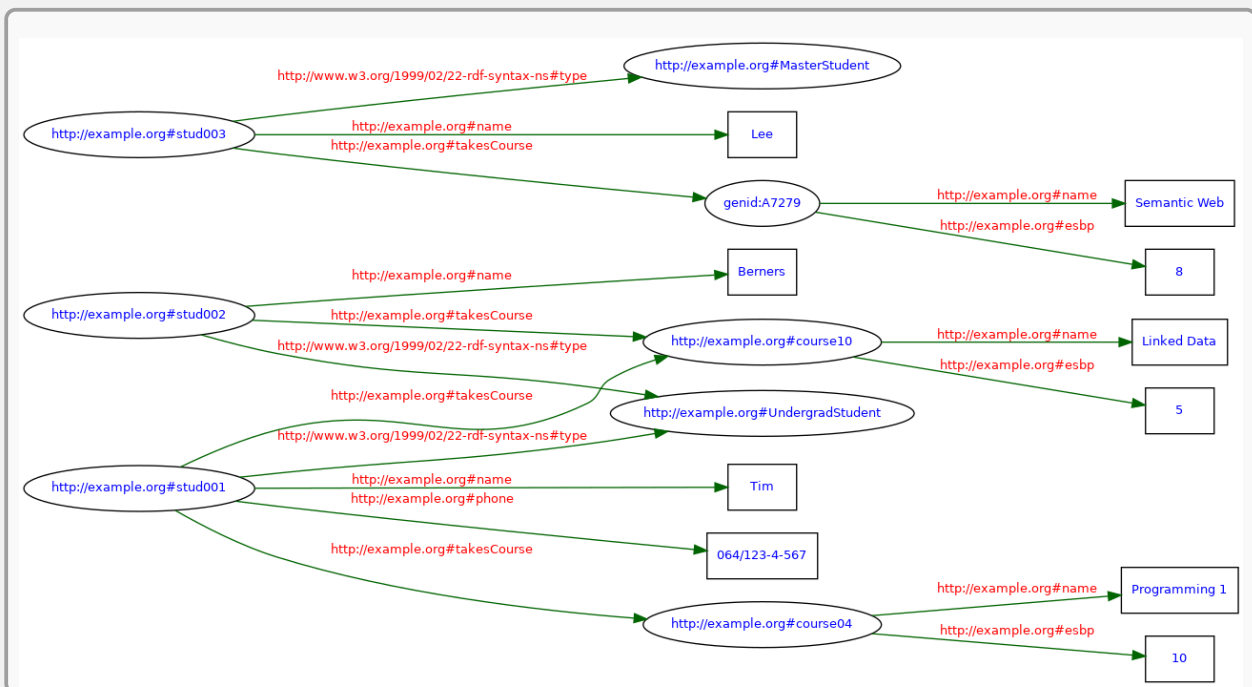 http://example.org#MasterStudent
http://www.w3.org/1999/02/22-rdf-syntax-ns#type
http://example.org#stud003
http://example.org#name
Lee
http://example.org#takesCourse
genid:A7279
http://example.org#name
Semantic Web
http://example.org#esbp
8
http://example.org#name
Berners
http://example.org#stud002
http://example.org#takesCourse
http://example.org#course10
http://example.org#name
Linked Data
http://www.w3.org/1999/02/22-rdf-syntax-ns#type
http://example.org#esbp
5
http://example.org#takesCourse
http://example.org#UndergradStudent
http://www.w3.org/1999/02/22-rdf-syntax-ns#type
http://example.org#stud001
http://example.org#name
Tim
http://example.org#phone
064/123-4-567
http://example.org#takesCourse
http://example.org#course04
http://example.org#name
Programming 1
http://example.org#esbp
10